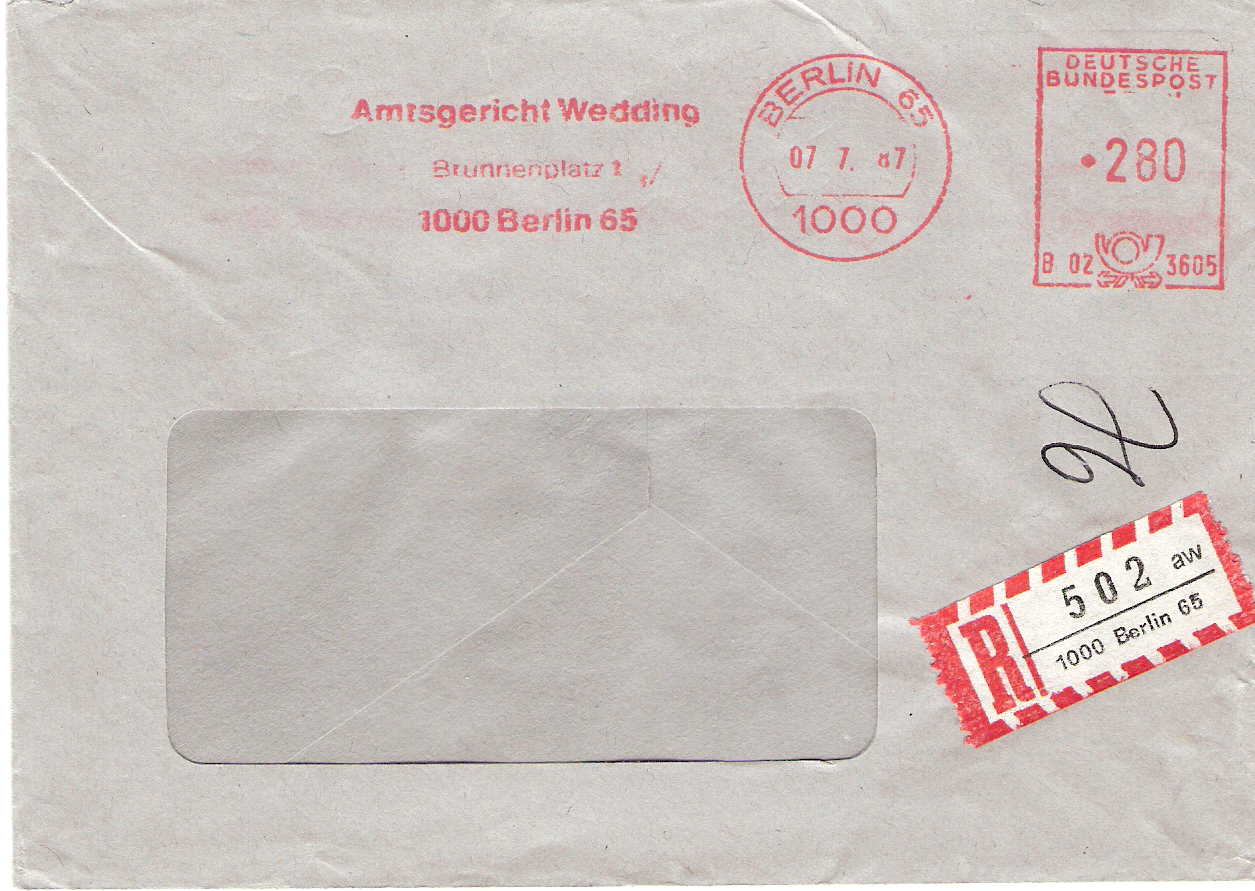 Amtsgericht Wedding
Brunnenplatz 1
1000 Berlin 65
BERLIN 65
07 7. 87
1000
DEUTSCHE
BUNDESPOST
280
B 02 3605
R
502 aw
1000 Berlin 65